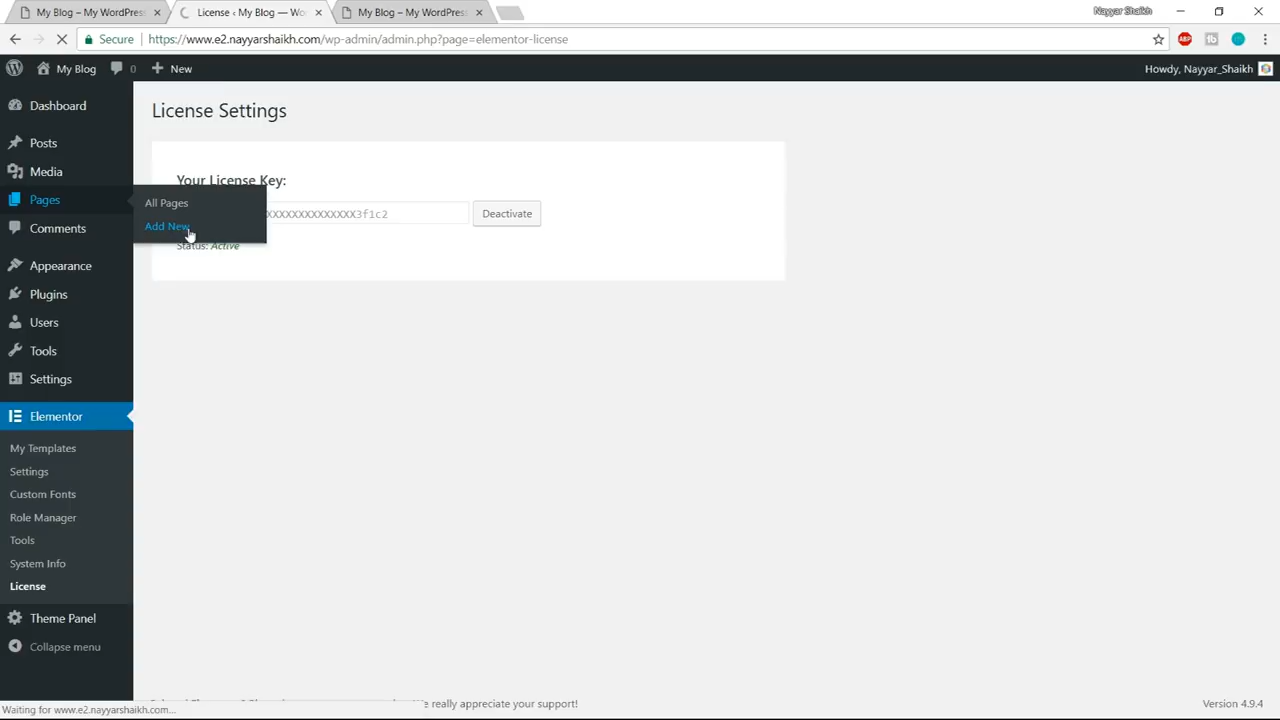 My Blog – My WordPress
License ‹ My Blog — Wo
My Blog – My WordPress
Nayyar Shaikh
Secure
https://www.e2.nayyarshaikh.com/wp-admin/admin.php?page=elementor-license
My Blog
0
New
Howdy, Nayyar_Shaikh
Dashboard
Posts
Media
Pages
Comments
Appearance
Plugins
Users
Tools
Settings
Elementor
My Templates
Settings
Custom Fonts
Role Manager
Tools
System Info
License
Theme Panel
Collapse menu
All Pages
Add New
License Settings
Your License Key:
XXXXXXXXXXXXXXX3f1c2
Deactivate
Status: Active
really appreciate your support!
Version 4.9.4
Waiting for www.e2.nayyarshaikh.com...
ABP